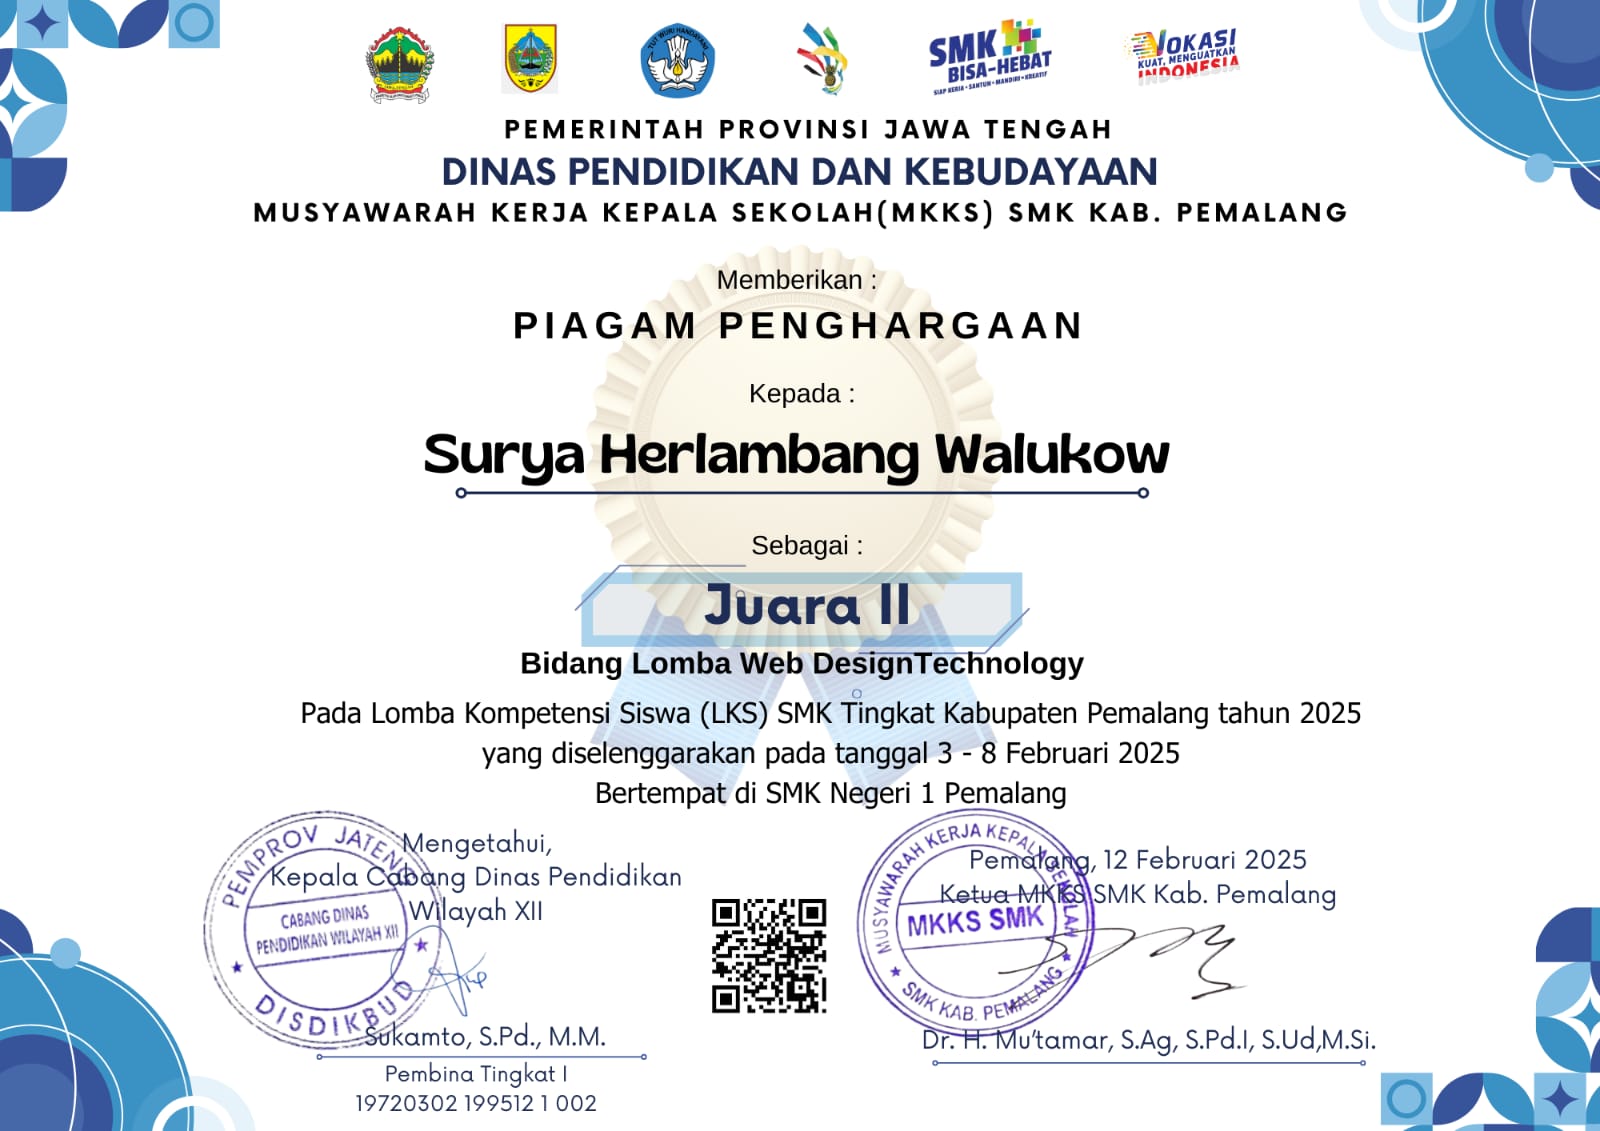 TUT WURI HANDAYANI
SMK
BISA-HEBAT
SIAP KERJA • SANTUN • MANDIRI • KREATIF
VOKASI
KUAT, MENGUATKAN
INDONESIA
PEMERINTAH PROVINSI JAWA TENGAH
DINAS PENDIDIKAN DAN KEBUDAYAAN
MUSYAWARAH KERJA KEPALA SEKOLAH(MKKS) SMK KAB. PEMALANG
Memberikan :
PIAGAM PENGHARGAAN
Kepada :
Surya Herlambang Walukow
Sebagai :
Juara II
Bidang Lomba Web DesignTechnology
Pada Lomba Kompetensi Siswa (LKS) SMK Tingkat Kabupaten Pemalang tahun 2025
yang diselenggarakan pada tanggal 3 - 8 Februari 2025
Bertempat di SMK Negeri 1 Pemalang
Mengetahui,
Kepala Cabang Dinas Pendidikan
Wilayah XII
PEMPROV JATENG
CABANG DINAS
PENDIDIKAN WILAYAH XII
DISDIKBUD
Sukamto, S.Pd., M.M.
Pembina Tingkat I
19720302 199512 1 002
Pemalang, 12 Februari 2025
Ketua MKKS SMK Kab. Pemalang
MUSYAWARAH KERJA KEPALA SEKOLAH
MKKS SMK
SMK KAB. PEMALANG
Dr. H. Mu'tamar, S.Ag, S.Pd.I, S.Ud,M.Si.